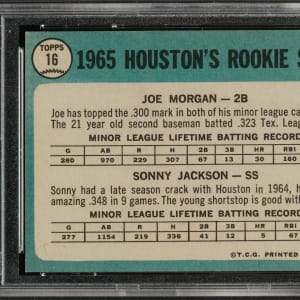 TOPPS
16
1965 HOUSTON'S ROOKIE S
JOE MORGAN - 2B
Joe has topped the .300 mark in both of his minor league ca
The 21 year old second baseman batted .323 Tex. Leag
MINOR LEAGUE LIFETIME BATTING RECOR
G AB R H 2B 3B HR RBI
280 970 229 307 67 13 30 160
SONNY JACKSON - SS
Sonny had a late season crack with Houston in 1964, h
amazing .348 in 9 games. The young shortstop is good with
MINOR LEAGUE LIFETIME BATTING RECOR
G AB R H 2B 3B HR RBI
277 1154 219 336 41 12 5 67
© T.C.G. PRINTED